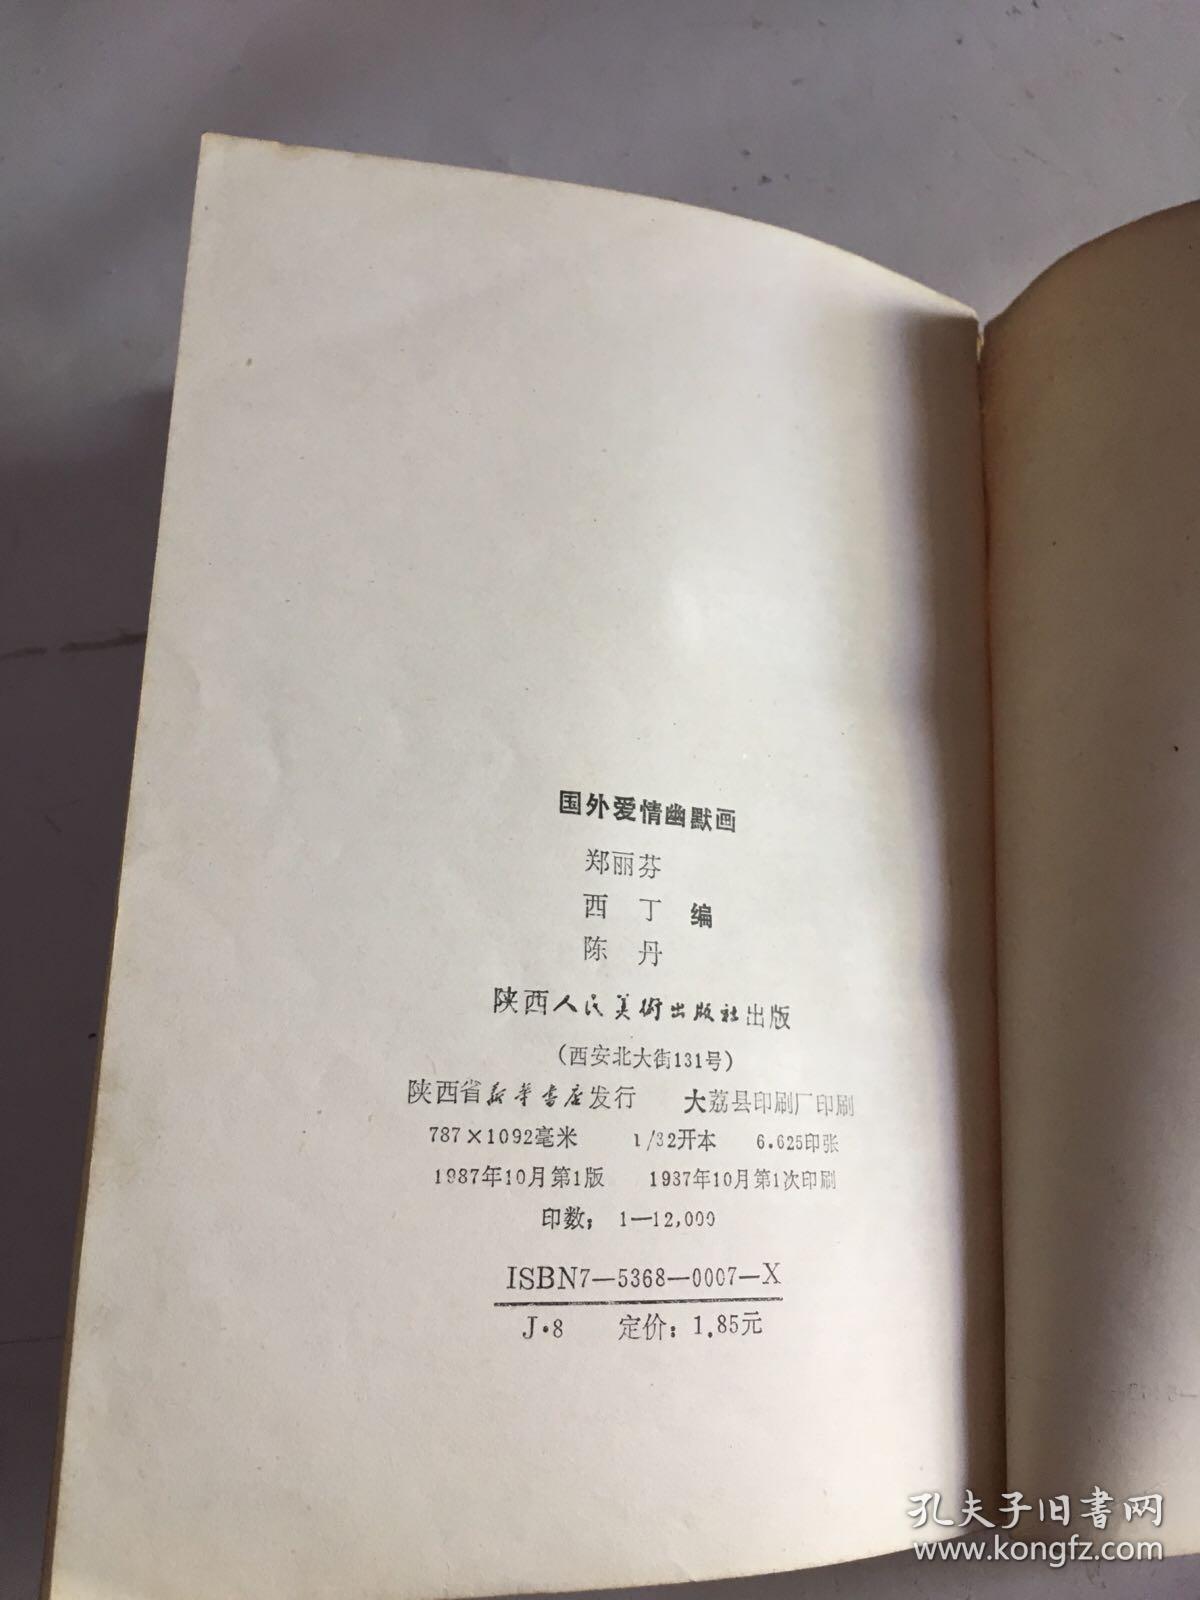 国外爱情幽默画
郑丽芬
西丁 编
陈丹
陕西人民美術出版社出版
(西安北大街131号)
陕西省新华书店发行 大荔县印刷厂印刷
787×1092毫米 1/32开本 6.625印张
1987年10月第1版 1937年10月第1次印刷
印数: 1—12,000
ISBN7—5368—0007—X
J·8 定价: 1.85元
孔夫子旧書网
www.kongfz.com